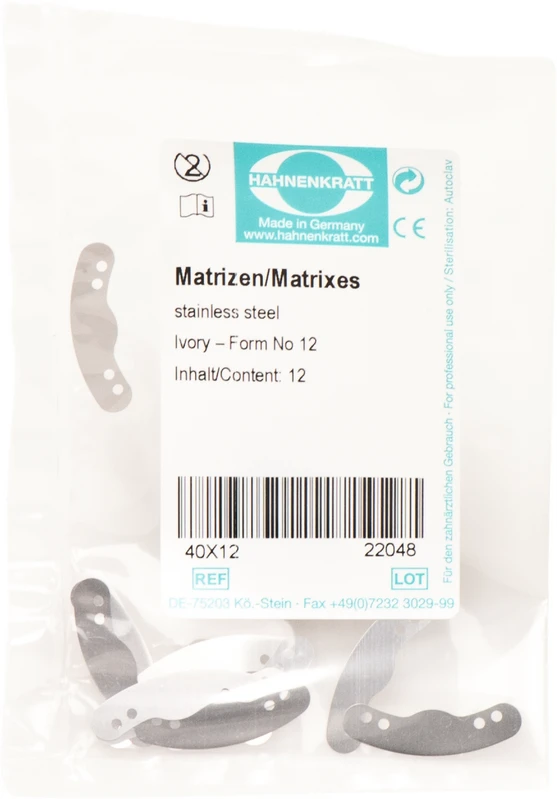 2
HAHNENKRATT
Made in Germany
www.hahnenkratt.com
CE
i
Matrizen/Matrixes
stainless steel
Ivory – Form No 12
Inhalt/Content: 12
40X12 22048
REF LOT
DE-75203 Kö.-Stein · Fax +49(0)7232 3029-99
Für den zahnärztlichen Gebrauch · For professional use only / Sterilisation: Autoclav